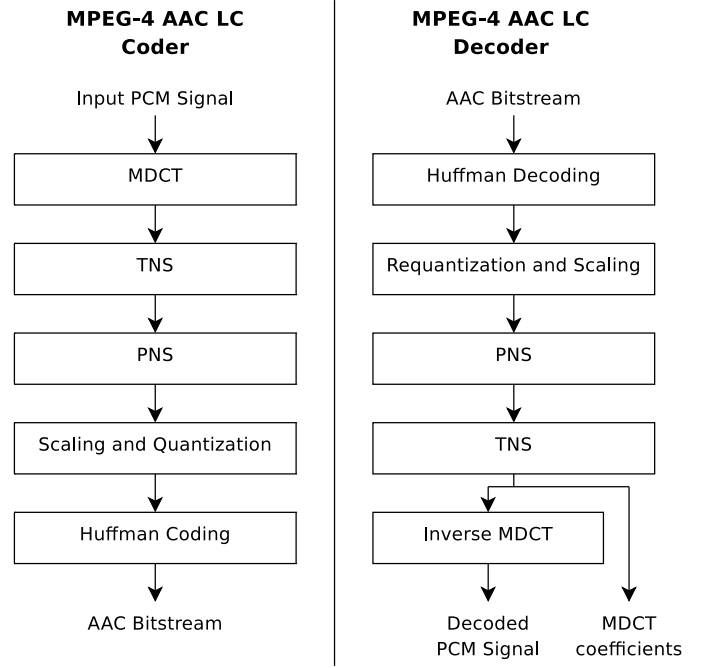 MPEG-4 AAC LC
Coder
Input PCM Signal
MDCT
TNS
PNS
Scaling and Quantization
Huffman Coding
AAC Bitstream
MPEG-4 AAC LC
Decoder
AAC Bitstream
Huffman Decoding
Requantization and Scaling
PNS
TNS
Inverse MDCT
Decoded
PCM Signal
MDCT
coefficients